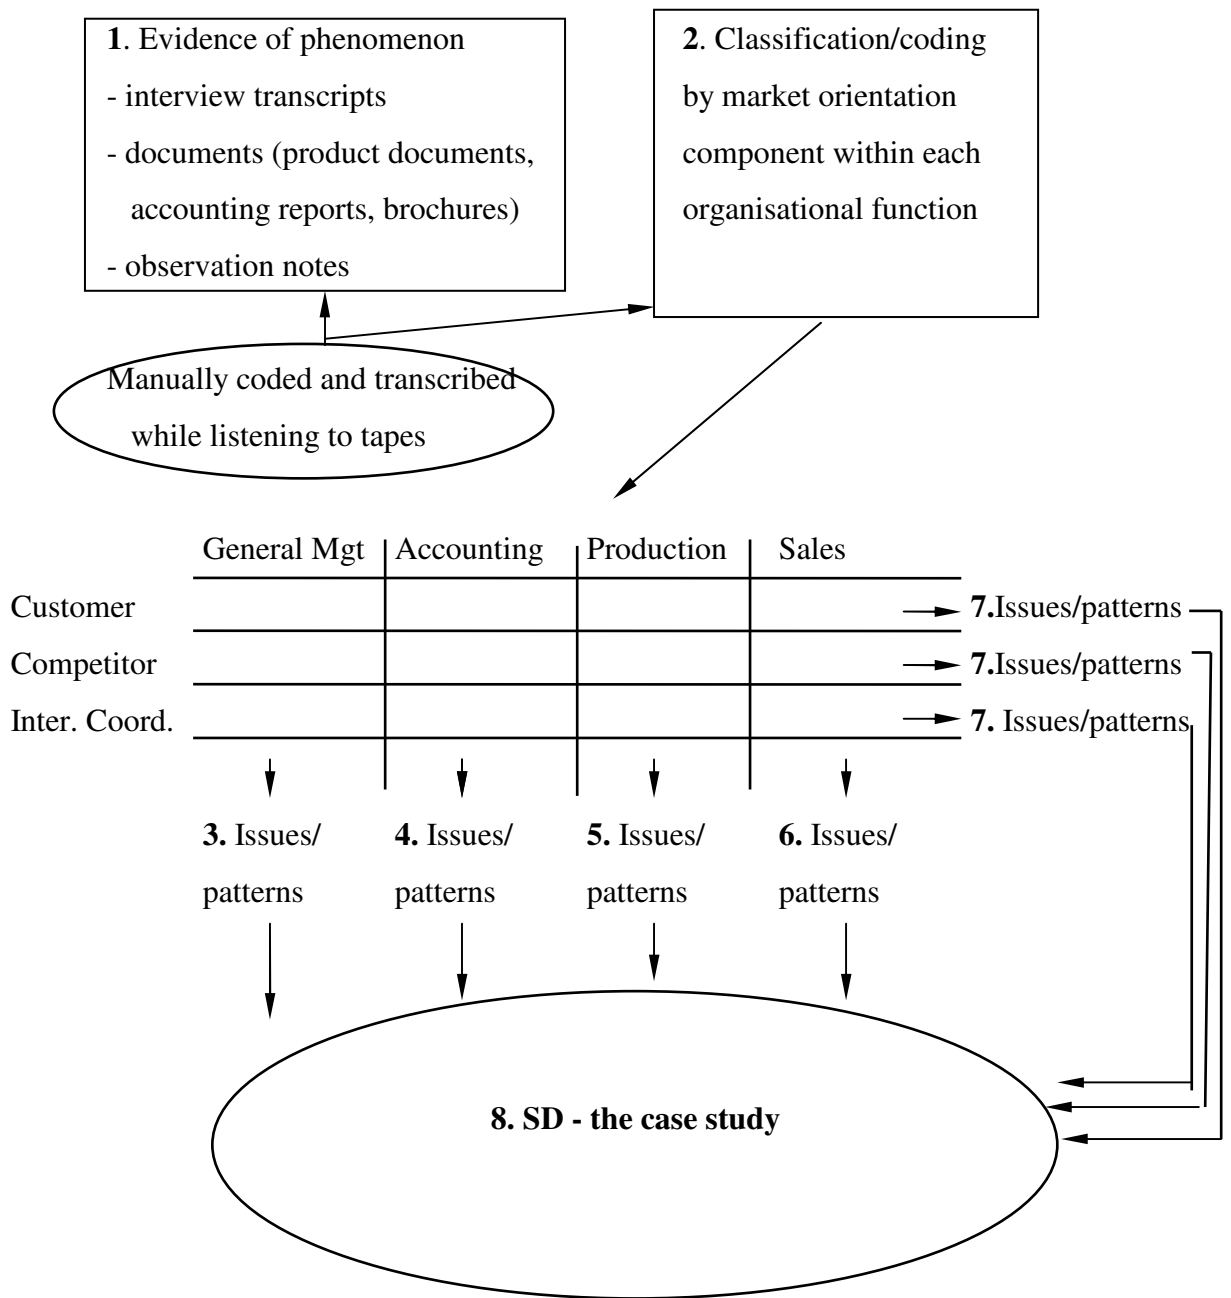 1. Evidence of phenomenon
- interview transcripts
- documents (product documents,
accounting reports, brochures)
- observation notes
2. Classification/coding
by market orientation
component within each
organisational function
Manually coded and transcribed
while listening to tapes
General Mgt Accounting Production Sales
Customer 7.Issues/patterns
Competitor 7.Issues/patterns
Inter. Coord. 7. Issues/patterns
3. Issues/ 4. Issues/ 5. Issues/ 6. Issues/
patterns patterns patterns patterns
8. SD - the case study